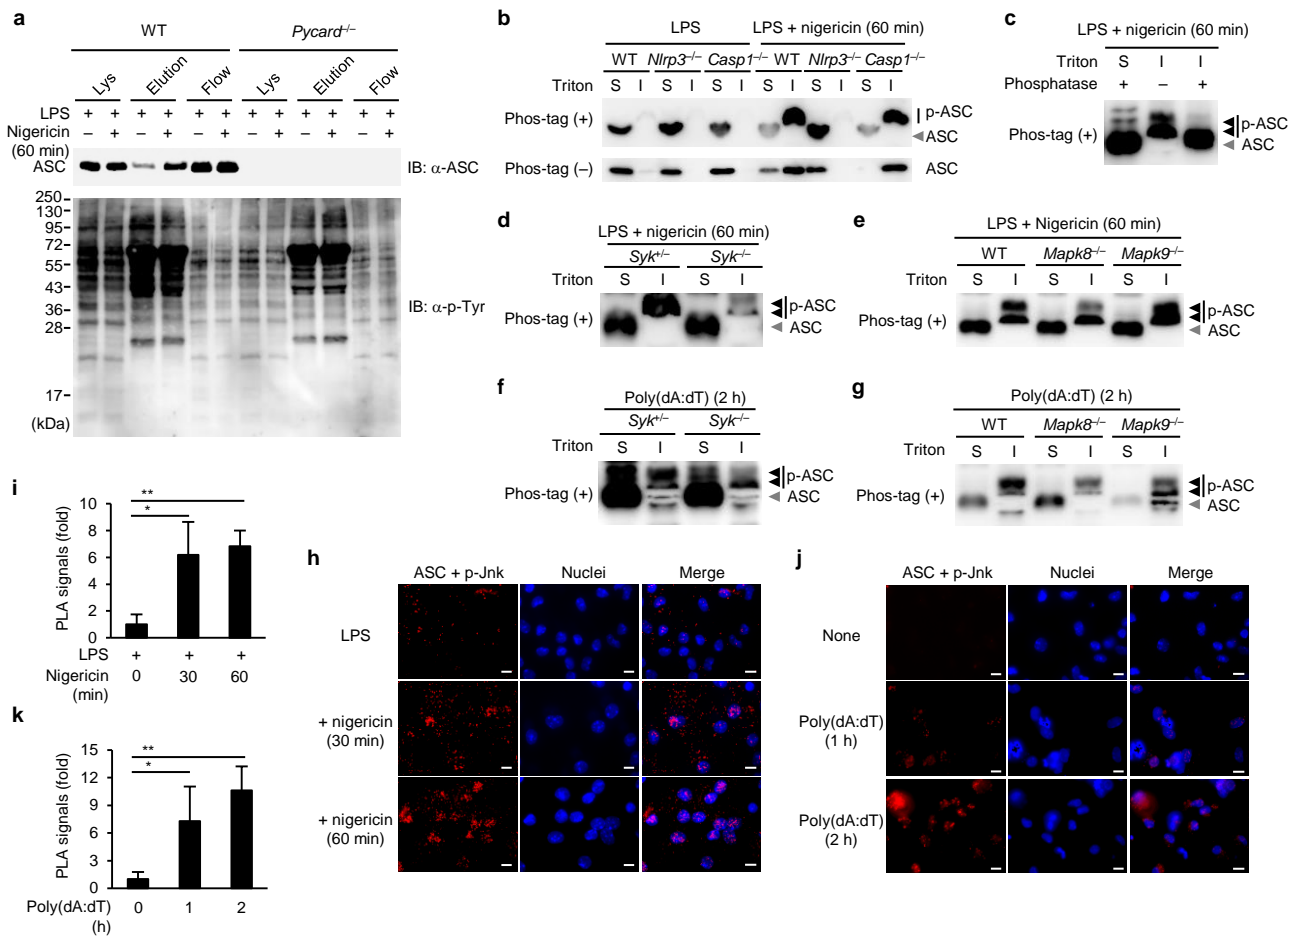 a
WT
Pycard–/–
Lys
Elution
Flow
Lys
Elution
Flow
LPS + + + + + + + + + + + +
Nigericin – + – + – + – + – + – +
(60 min)
ASC
IB: α-ASC
250
130
95
72
55
43
36
28
17
(kDa)
IB: α-p-Tyr
b
LPS
LPS + nigericin (60 min)
WT Nlrp3–/– Casp1–/– WT Nlrp3–/– Casp1–/–
Triton S I S I S I S I S I S I
Phos-tag (+)
p-ASC
ASC
Phos-tag (–)
ASC
c
LPS + nigericin (60 min)
Triton S I I
Phosphatase + – +
Phos-tag (+)
p-ASC
ASC
d
LPS + nigericin (60 min)
Syk+/– Syk–/–
Triton S I S I
Phos-tag (+)
p-ASC
ASC
e
LPS + Nigericin (60 min)
WT Mapk8–/– Mapk9–/–
Triton S I S I S I
Phos-tag (+)
p-ASC
ASC
f
Poly(dA:dT) (2 h)
Syk+/– Syk–/–
Triton S I S I
Phos-tag (+)
p-ASC
ASC
g
Poly(dA:dT) (2 h)
WT Mapk8–/– Mapk9–/–
Triton S I S I S I
Phos-tag (+)
p-ASC
ASC
i
PLA signals (fold)
10
8
6
4
2
0
**
*
LPS + + +
Nigericin 0 30 60
(min)
h
ASC + p-Jnk Nuclei Merge
LPS
+ nigericin
(30 min)
+ nigericin
(60 min)
j
ASC + p-Jnk Nuclei Merge
None
Poly(dA:dT)
(1 h)
Poly(dA:dT)
(2 h)
k
PLA signals (fold)
15
12
9
6
3
0
**
*
Poly(dA:dT) 0 1 2
(h)